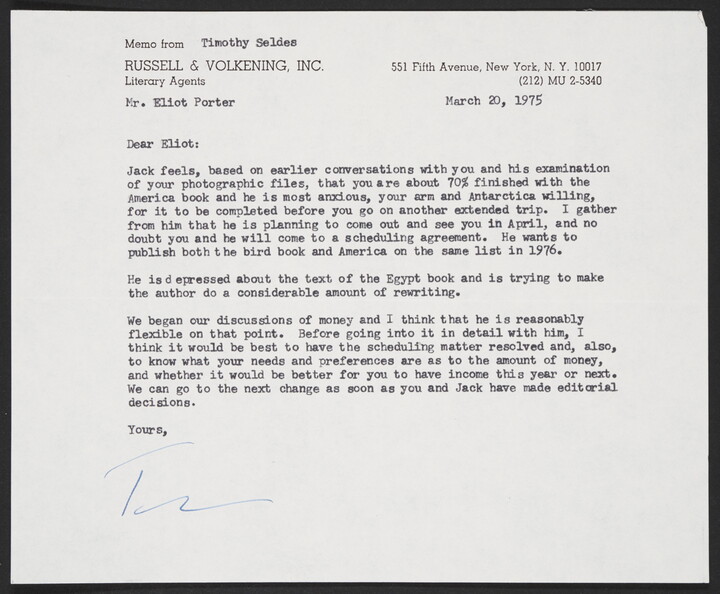 Memo from Timothy Seldes
RUSSELL & VOLKENING, INC. 551 Fifth Avenue, New York, N. Y. 10017
Literary Agents (212) MU 2-5340
Mr. Eliot Porter March 20, 1975
Dear Eliot:
Jack feels, based on earlier conversations with you and his examination
of your photographic files, that you are about 70% finished with the
America book and he is most anxious, your arm and Antarctica willing,
for it to be completed before you go on another extended trip. I gather
from him that he is planning to come out and see you in April, and no
doubt you and he will come to a scheduling agreement. He wants to
publish both the bird book and America on the same list in 1976.
He is d epressed about the text of the Egypt book and is trying to make
the author do a considerable amount of rewriting.
We began our discussions of money and I think that he is reasonably
flexible on that point. Before going into it in detail with him, I
think it would be best to have the scheduling matter resolved and, also,
to know what your needs and preferences are as to the amount of money,
and whether it would be better for you to have income this year or next.
We can go to the next change as soon as you and Jack have made editorial
decisions.
Yours,